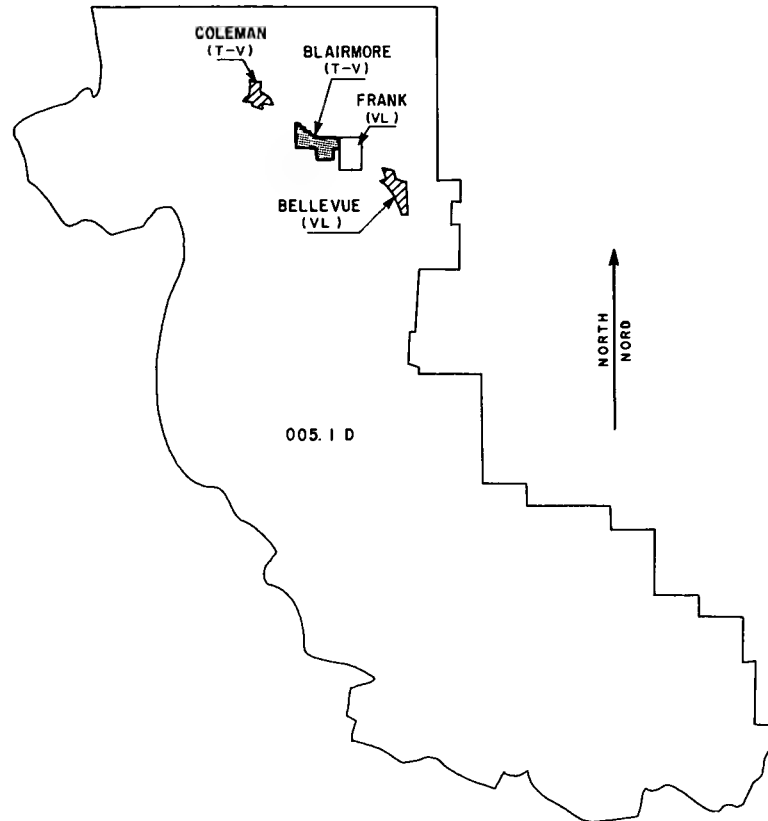 COLEMAN
(T-V)
BLAIRMORE
(T-V)
FRANK
(VL)
BELLEVUE
(VL)
NORTH
NORD
005.1 D